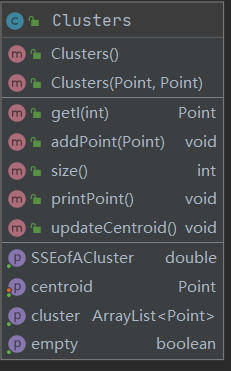 Clusters
Clusters()
Clusters(Point, Point)
getI(int) Point
addPoint(Point) void
size() int
printPoint() void
updateCentroid() void
SSEofACluster double
centroid Point
cluster ArrayList<Point>
empty boolean